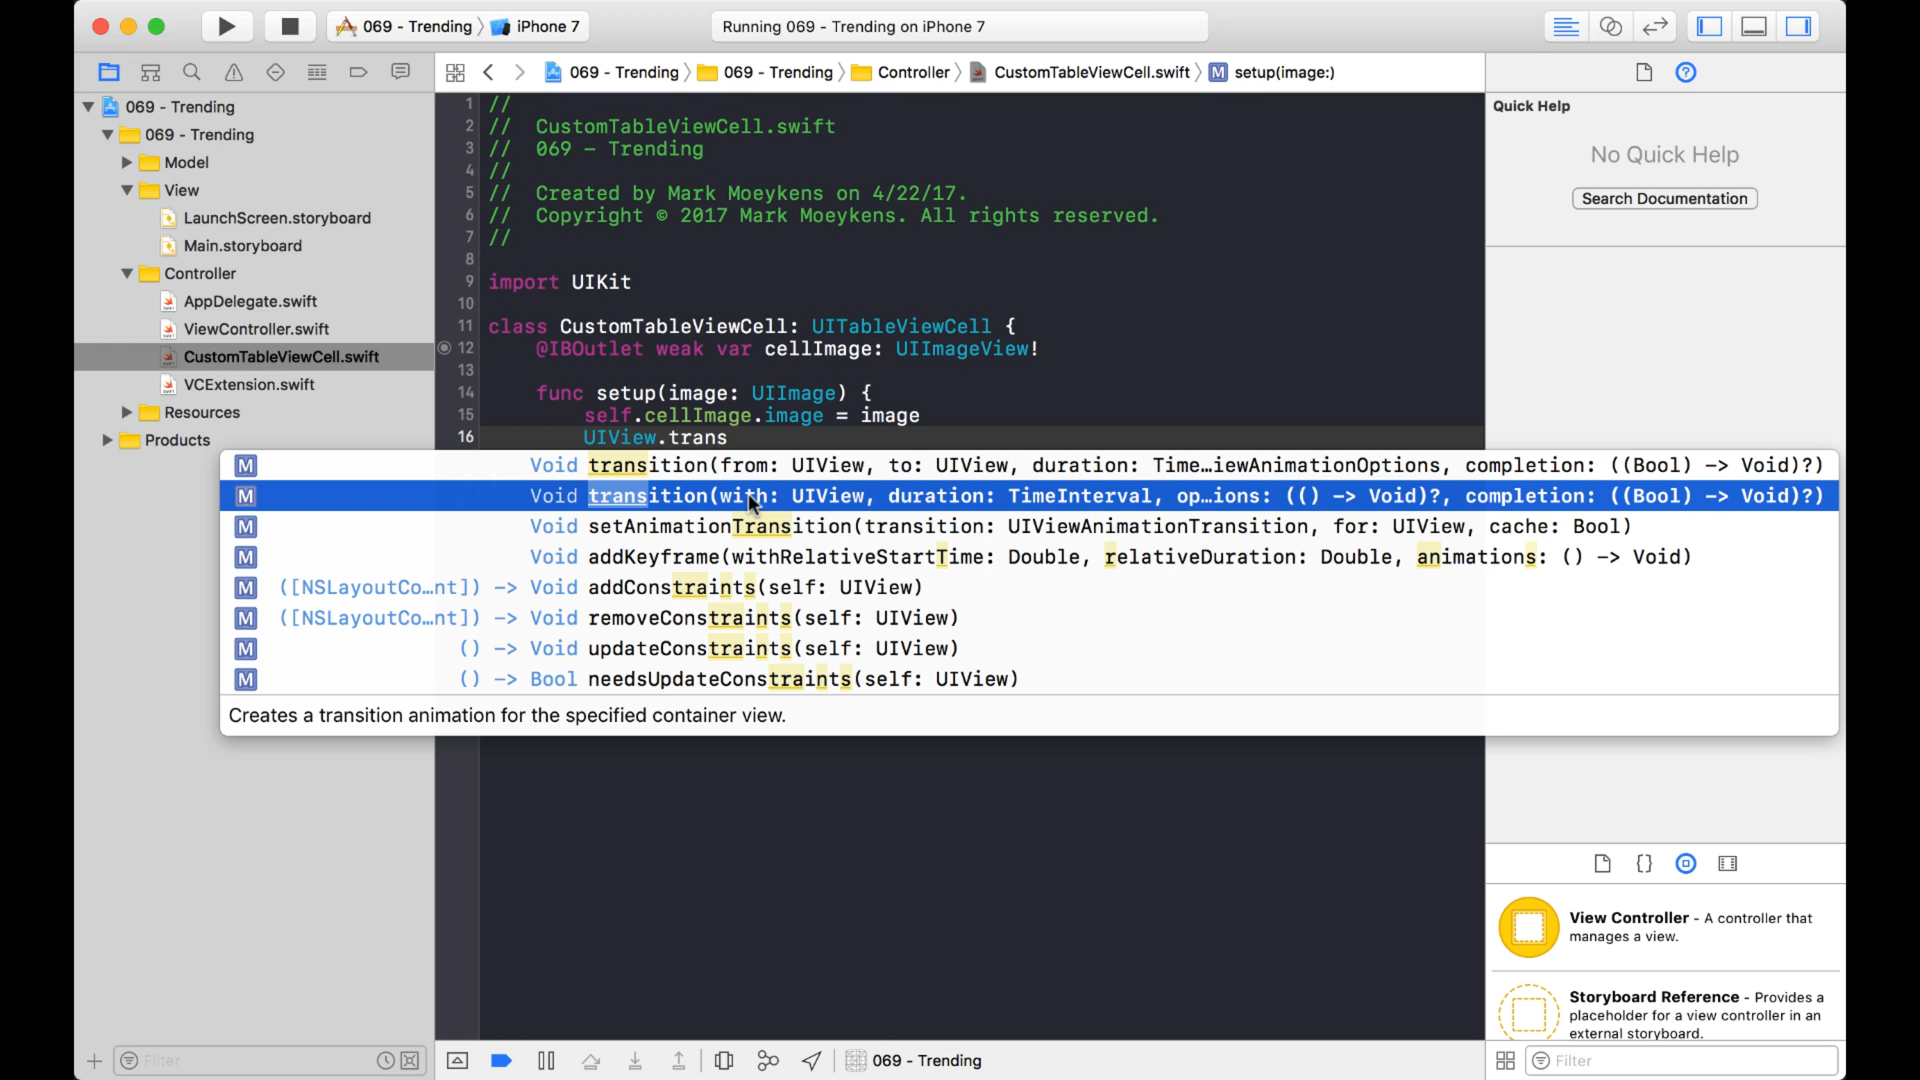 069 - Trending
iPhone 7
Running 069 - Trending on iPhone 7
069 - Trending
069 - Trending
Controller
CustomTableViewCell.swift
M
setup(image:)
069 - Trending
069 - Trending
Model
View
LaunchScreen.storyboard
Main.storyboard
Controller
AppDelegate.swift
ViewController.swift
CustomTableViewCell.swift
VCExtension.swift
Resources
Products
1 //
2 //  CustomTableViewCell.swift
3 //  069 – Trending
4 //
5 //  Created by Mark Moeykens on 4/22/17.
6 //  Copyright © 2017 Mark Moeykens. All rights reserved.
7 //
8
9 import UIKit
10
11 class CustomTableViewCell: UITableViewCell {
12     @IBOutlet weak var cellImage: UIImageView!
13
14     func setup(image: UIImage) {
15         self.cellImage.image = image
16         UIView.trans
M Void transition(from: UIView, to: UIView, duration: Time…iewAnimationOptions, completion: ((Bool) -> Void)?)
M Void transition(with: UIView, duration: TimeInterval, op…ions: (() -> Void)?, completion: ((Bool) -> Void)?)
M Void setAnimationTransition(transition: UIViewAnimationTransition, for: UIView, cache: Bool)
M Void addKeyframe(withRelativeStartTime: Double, relativeDuration: Double, animations: () -> Void)
M ([NSLayoutCo…nt]) -> Void addConstraints(self: UIView)
M ([NSLayoutCo…nt]) -> Void removeConstraints(self: UIView)
M () -> Void updateConstraints(self: UIView)
M () -> Bool needsUpdateConstraints(self: UIView)
Creates a transition animation for the specified container view.
Quick Help
No Quick Help
Search Documentation
{}
View Controller - A controller that
manages a view.
Storyboard Reference - Provides a
placeholder for a view controller in an
external storyboard.
Filter
069 - Trending
Filter